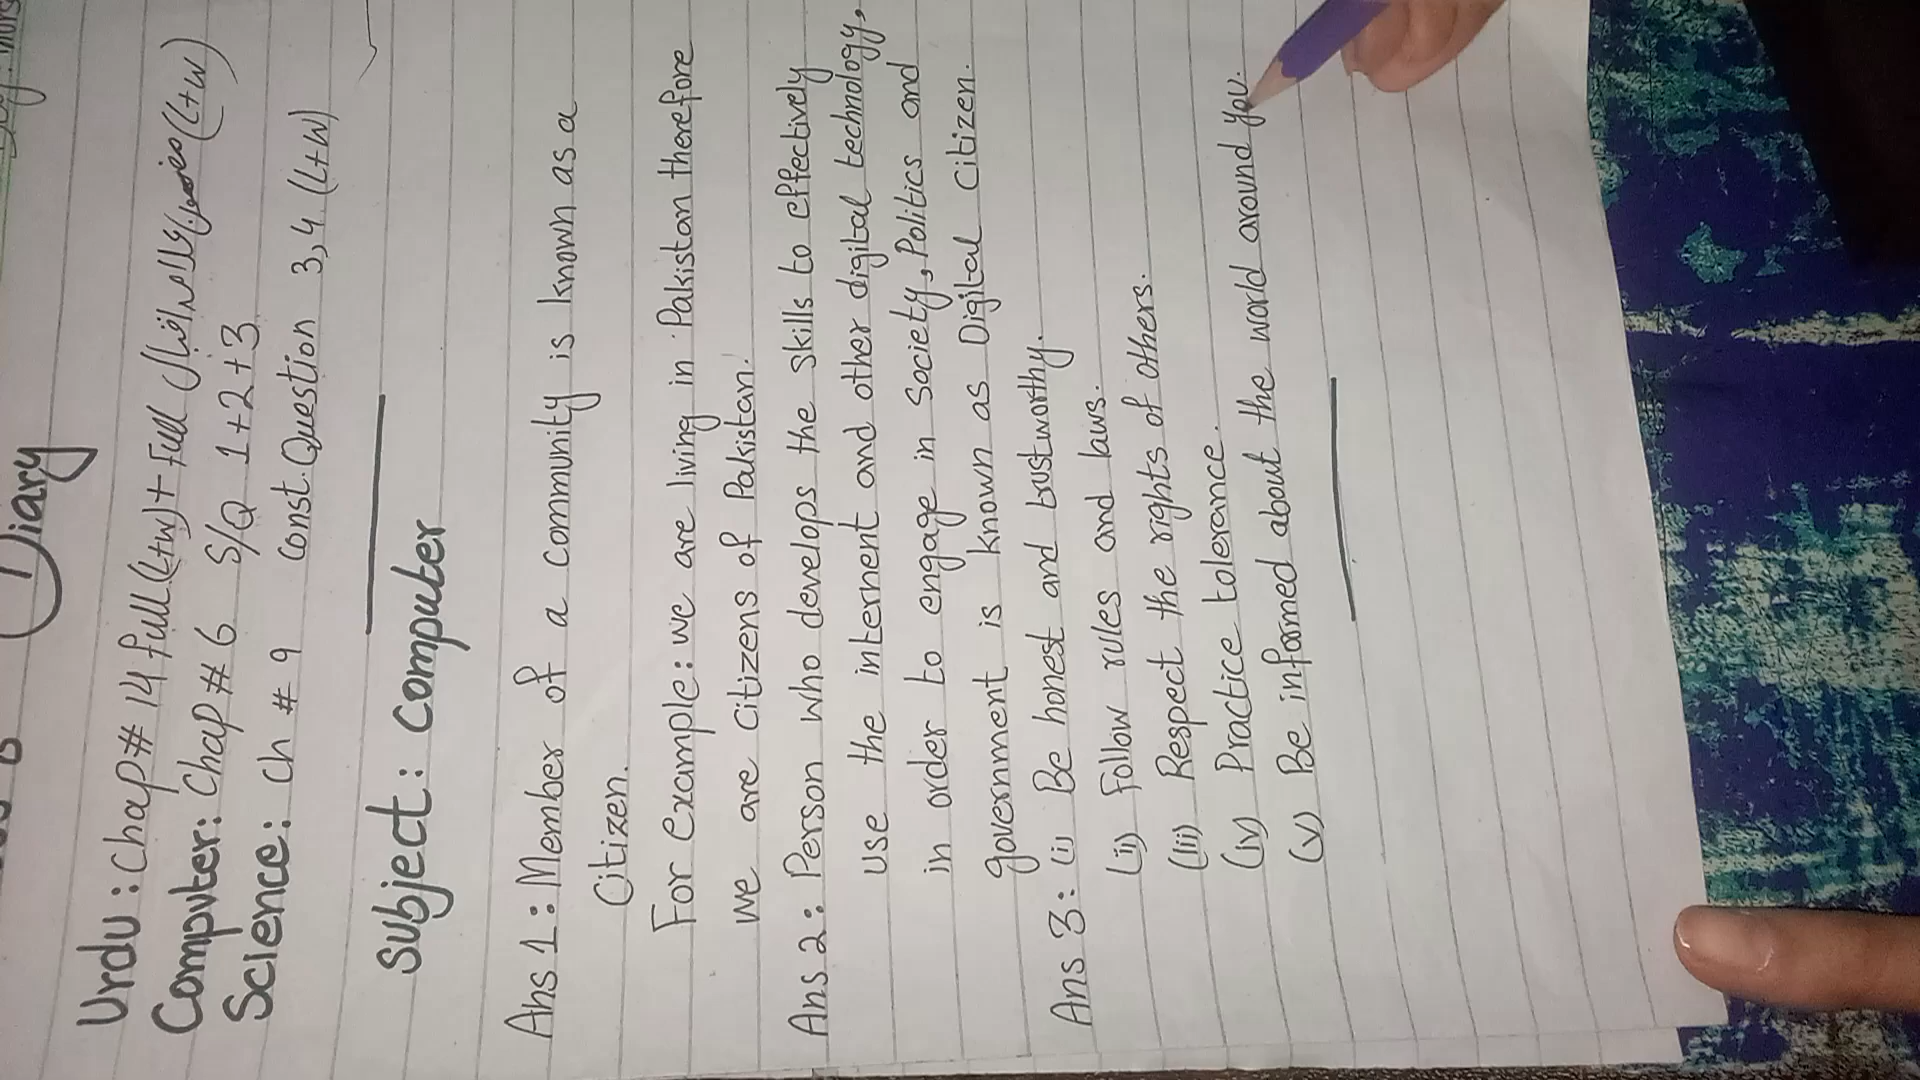 Diary
Urdu : Chap# 14 full(L+W)+ Full (L+W)
Computer: Chap # 6 S/Q 1+2+3
Science: Ch # 9 Const. Question 3,4 (L+W)
Subject: Computer
Ans 1: Member of a community is known as a
Citizen.
For Example: we are living in Pakistan therefore
we are Citizens of Pakistan.
Ans 2: Person who develops the skills to effectively
use the internent and other digital technology,
in order to engage in Society, Politics and
government is known as Digital Citizen.
Ans 3: (i) Be honest and trustworthy.
(ii) Follow rules and laws.
(iii) Respect the rights of others.
(iv) Practice tolerance.
(v) Be informed about the world around you.